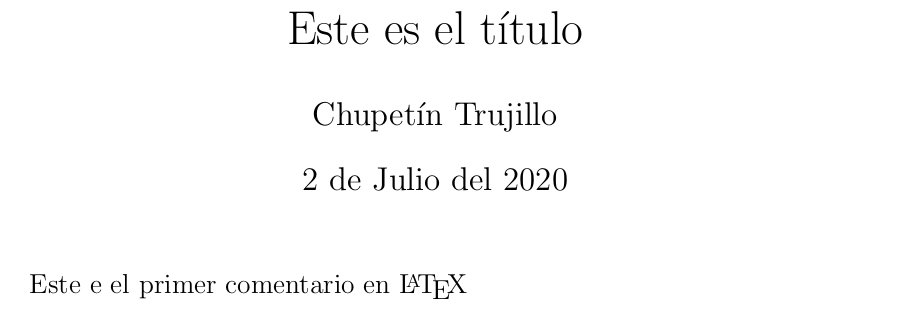 Este es el título
Chupetín Trujillo
2 de Julio del 2020
Este e el primer comentario en LATEX